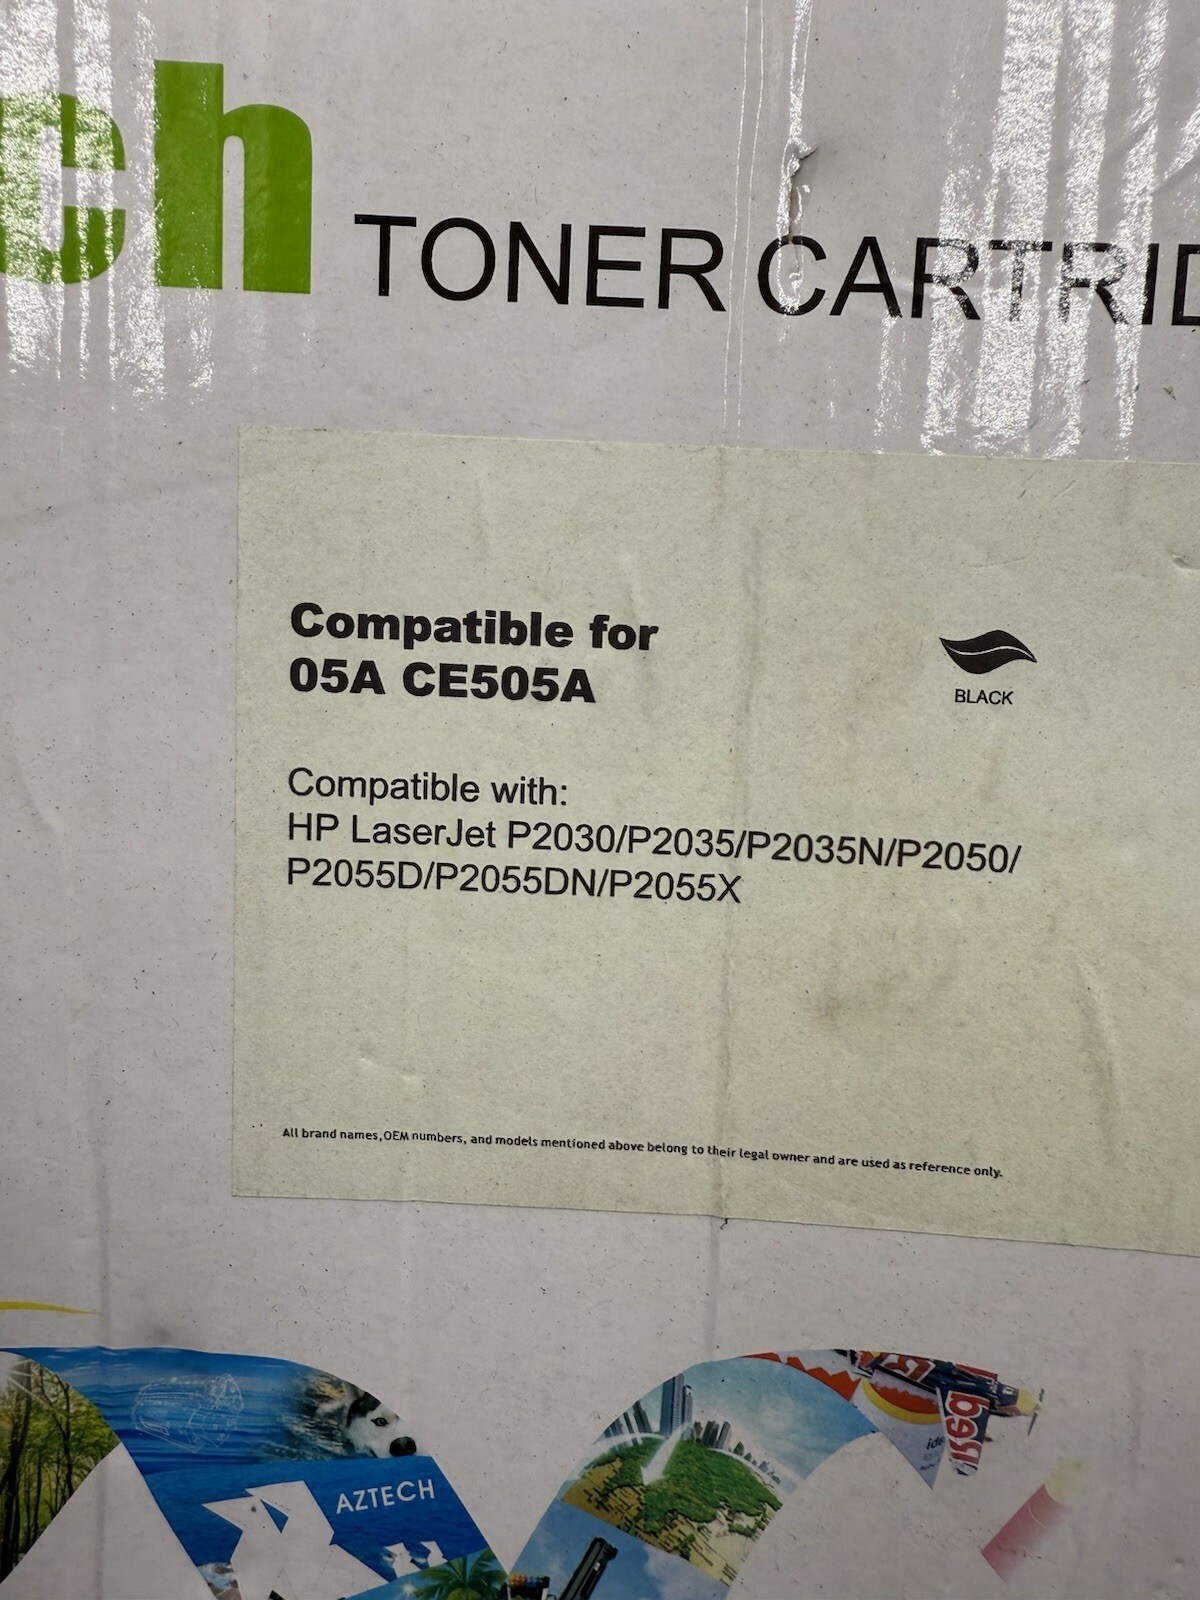 ch
TONER CARTRID
Compatible for
05A CE505A
BLACK
Compatible with:
HP LaserJet P2030/P2035/P2035N/P2050/
P2055D/P2055DN/P2055X
All brand names,OEM numbers, and models mentioned above belong to their legal owner and are used as reference only.
AZTECH